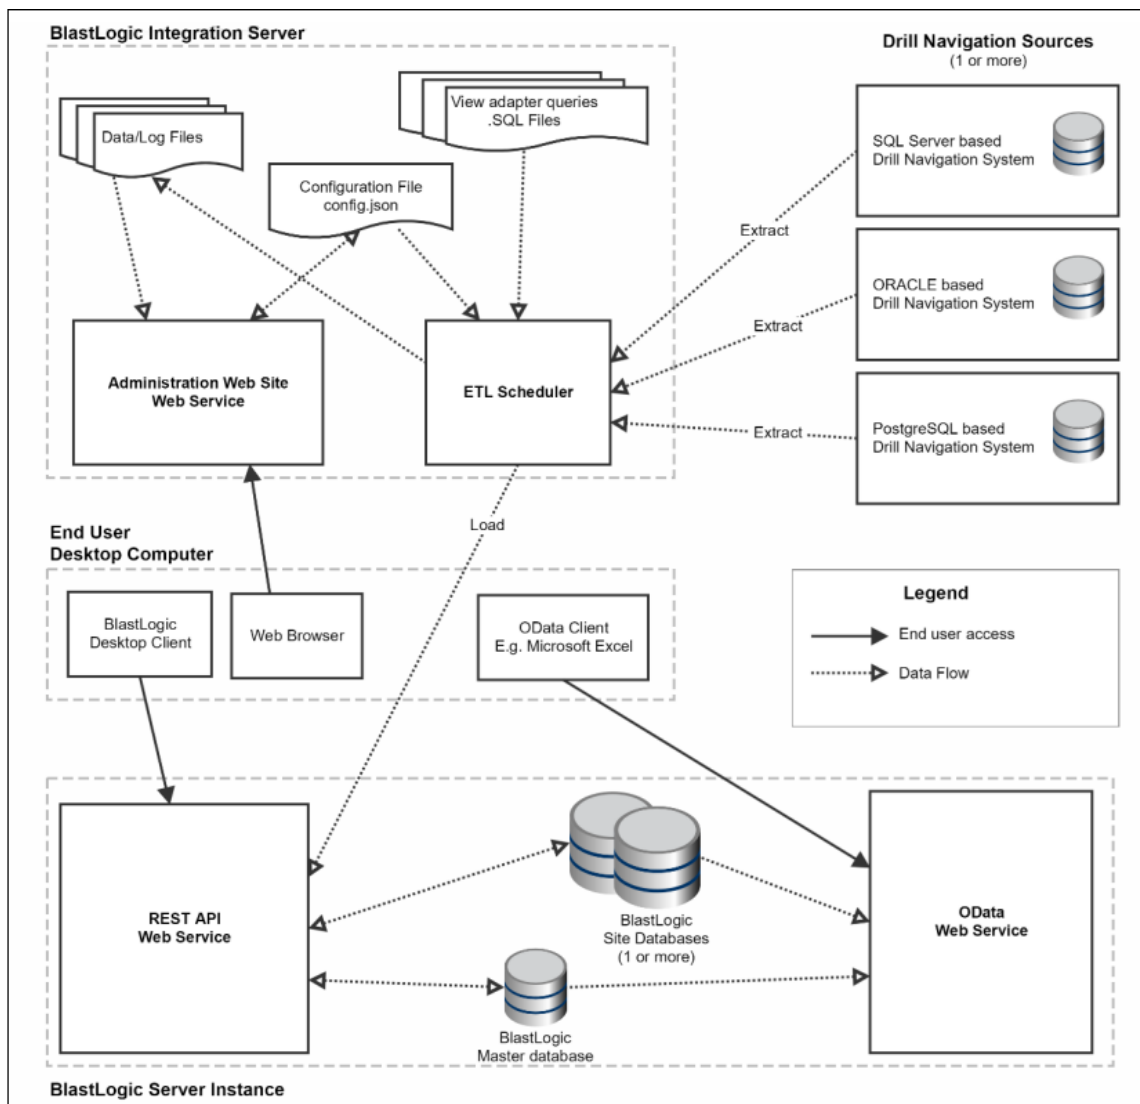 BlastLogic Integration Server
Drill Navigation Sources
(1 or more)
Data/Log Files
View adapter queries
.SQL Files
Configuration File
config.json
SQL Server based
Drill Navigation System
Extract
ORACLE based
Drill Navigation System
Extract
Administration Web Site
Web Service
ETL Scheduler
PostgreSQL based
Drill Navigation System
Extract
Load
End User
Desktop Computer
BlastLogic
Desktop Client
Web Browser
OData Client
E.g. Microsoft Excel
Legend
End user access
Data Flow
REST API
Web Service
BlastLogic
Site Databases
(1 or more)
OData
Web Service
BlastLogic
Master database
BlastLogic Server Instance